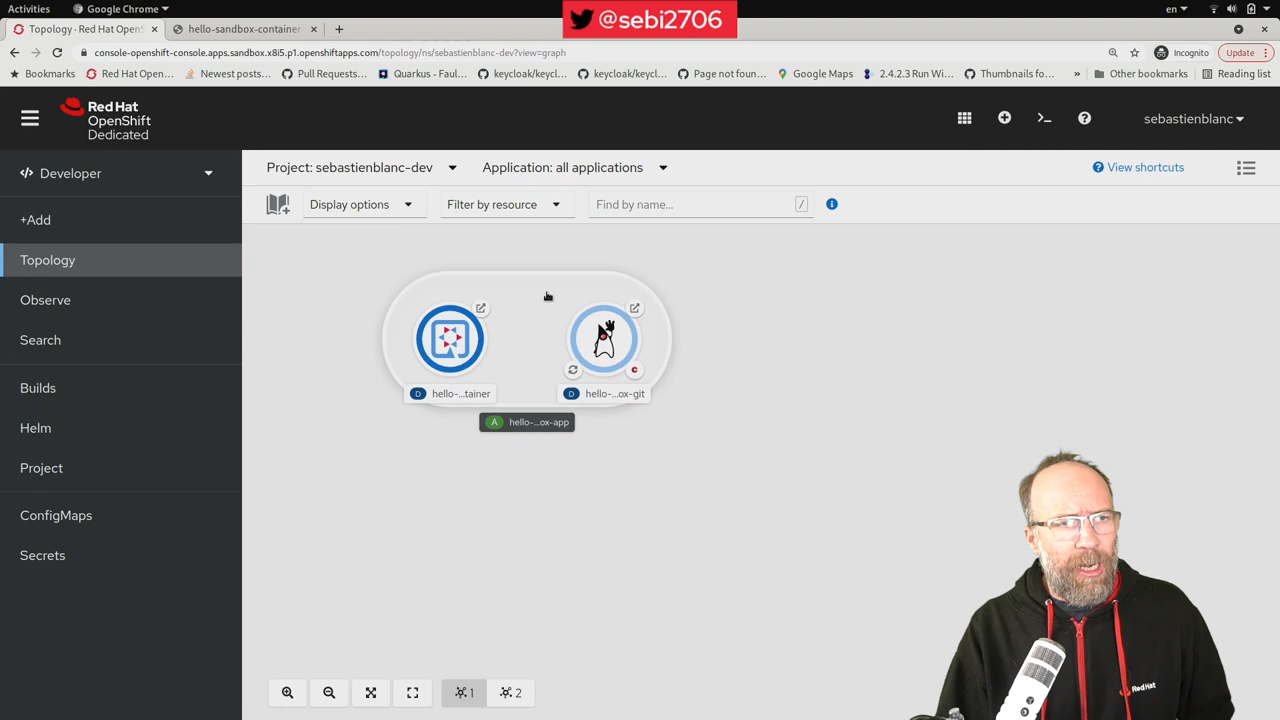 Activities
Google Chrome
@sebi2706
en
Topology · Red Hat OpenS
hello-sandbox-container
console-openshift-console.apps.sandbox.x8i5.p1.openshiftapps.com/topology/ns/sebastienblanc-dev?view=graph
Incognito
Update
Bookmarks
Red Hat Open…
Newest posts…
Pull Requests…
Quarkus - Faul…
keycloak/keycl…
keycloak/keycl…
Page not foun…
Google Maps
2.4.2.3 Run Wi…
Thumbnails fo…
»
Other bookmarks
Reading list
Red Hat
OpenShift
Dedicated
sebastienblanc
Developer
Project: sebastienblanc-dev
Application: all applications
View shortcuts
+Add
Display options
Filter by resource
Find by name...
/
Topology
Observe
Search
Builds
Helm
Project
ConfigMaps
Secrets
D hello-...tainer
D hello-...ox-git
A hello-...ox-app
1
2
Red Hat